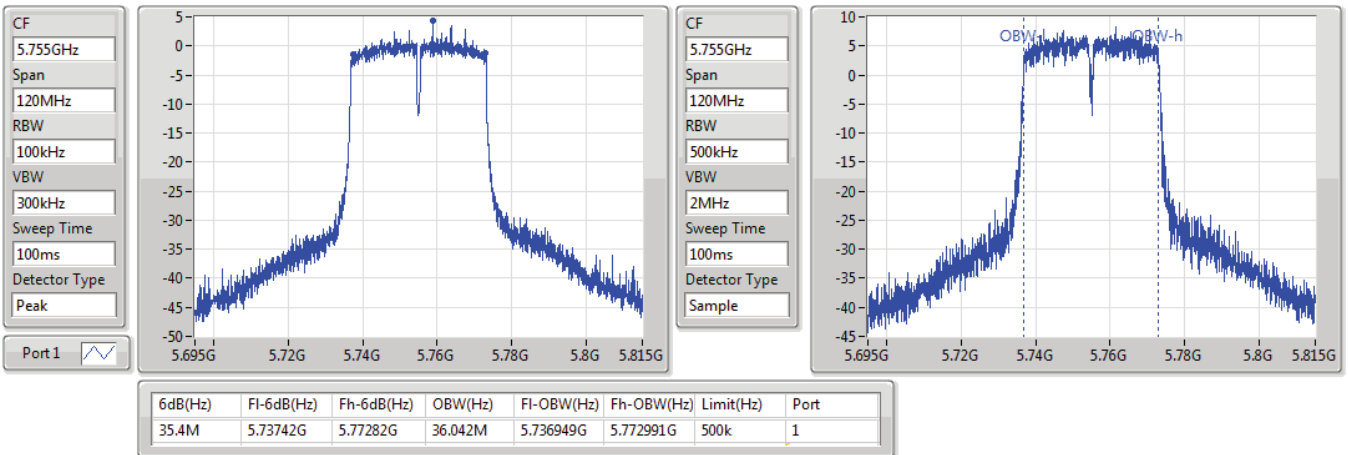 CF
5.755GHz
Span
120MHz
RBW
100kHz
VBW
300kHz
Sweep Time
100ms
Detector Type
Peak
Port 1
5
0
-5
-10
-15
-20
-25
-30
-35
-40
-45
-50
5.695G 5.72G 5.74G 5.76G 5.78G 5.8G 5.815G
CF
5.755GHz
Span
120MHz
RBW
500kHz
VBW
2MHz
Sweep Time
100ms
Detector Type
Sample
10
5
0
-5
-10
-15
-20
-25
-30
-35
-40
-45
OBW-h
5.695G 5.72G 5.74G 5.76G 5.78G 5.8G 5.815G
6dB(Hz) Fl-6dB(Hz) Fh-6dB(Hz) OBW(Hz) Fl-OBW(Hz) Fh-OBW(Hz) Limit(Hz) Port
35.4M 5.73742G 5.77282G 36.042M 5.736949G 5.772991G 500k 1